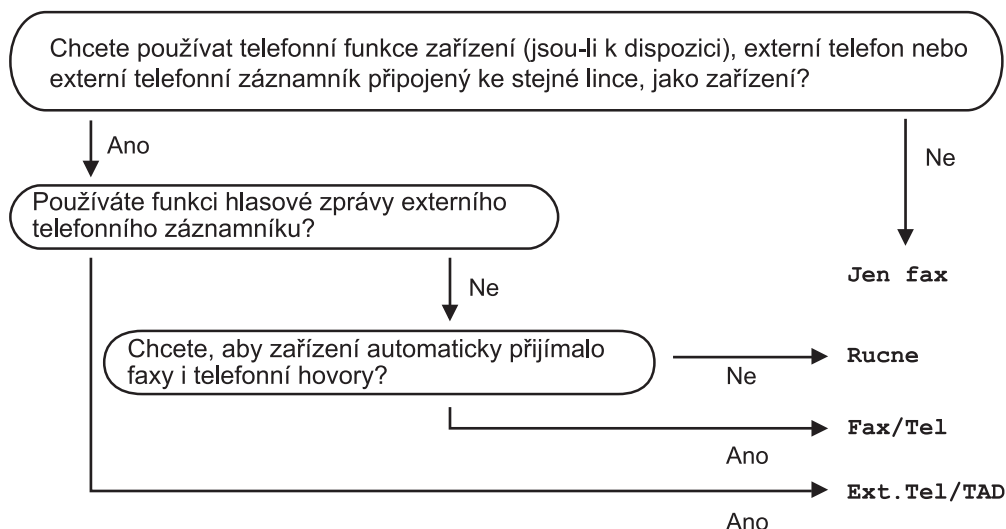 Chcete používat telefonní funkce zařízení (jsou-li k dispozici), externí telefon nebo
externí telefonní záznamník připojený ke stejné lince, jako zařízení?
Ano
Ne
Používáte funkci hlasové zprávy externího
telefonního záznamníku?
Jen fax
Ne
Chcete, aby zařízení automaticky přijímalo
faxy i telefonní hovory?
Rucne
Ne
Fax/Tel
Ano
Ext.Tel/TAD
Ano